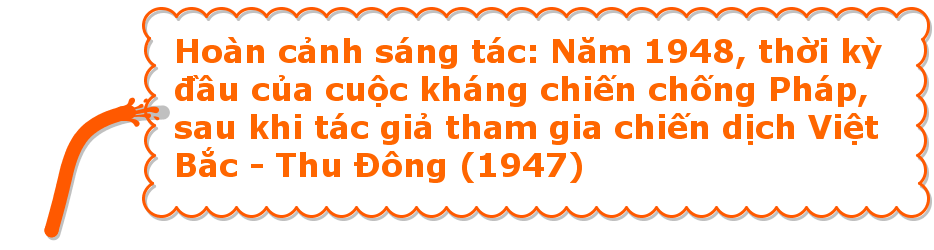 Hoàn cảnh sáng tác: Năm 1948, thời kỳ
đầu của cuộc kháng chiến chống Pháp,
sau khi tác giả tham gia chiến dịch Việt
Bắc - Thu Đông (1947)